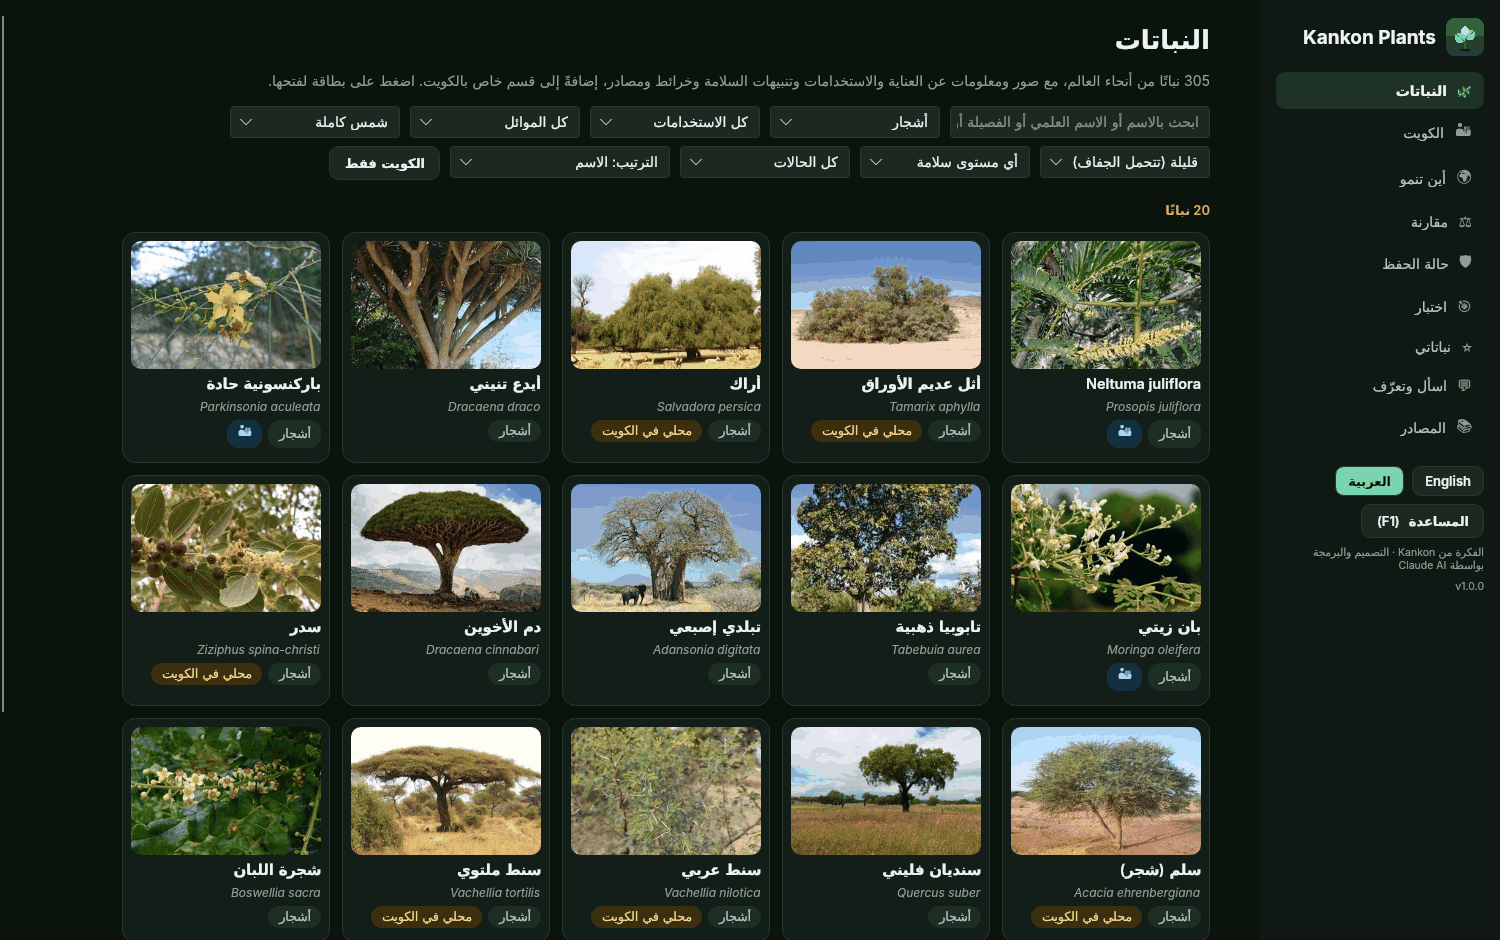 Kankon Plants
النباتات
الكويت
أين تنمو
مقارنة
حالة الحفظ
اختبار
نباتاتي
اسأل وتعرّف
المصادر
English
العربية
المساعدة (F1)
الفكرة من Kankon · التصميم والبرمجة
بواسطة Claude AI
v1.0.0
النباتات
305 نباتًا من أنحاء العالم، مع صور ومعلومات عن العناية والاستخدامات وتنبيهات السلامة وخرائط ومصادر، إضافةً إلى قسم خاص بالكويت. اضغط على بطاقة لفتحها.
ابحث بالاسم أو الاسم العلمي أو الفصيلة أ
أشجار
كل الاستخدامات
كل الموائل
شمس كاملة
قليلة (تتحمل الجفاف)
أي مستوى سلامة
كل الحالات
الترتيب: الاسم
الكويت فقط
20 نباتًا
Neltuma juliflora
Prosopis juliflora
أشجار
أثل عديم الأوراق
Tamarix aphylla
أشجار
محلي في الكويت
أراك
Salvadora persica
أشجار
محلي في الكويت
أيدع تنيني
Dracaena draco
أشجار
باركنسونية حادة
Parkinsonia aculeata
أشجار
بان زيتي
Moringa oleifera
أشجار
تابوبيا ذهبية
Tabebuia aurea
أشجار
تبلدي إصبعي
Adansonia digitata
أشجار
دم الأخوين
Dracaena cinnabari
أشجار
سدر
Ziziphus spina-christi
أشجار
محلي في الكويت
سلم (شجر)
Acacia ehrenbergiana
أشجار
محلي في الكويت
سنديان فليني
Quercus suber
أشجار
سنط عربي
Vachellia nilotica
أشجار
محلي في الكويت
سنط ملتوي
Vachellia tortilis
أشجار
محلي في الكويت
شجرة اللبان
Boswellia sacra
أشجار